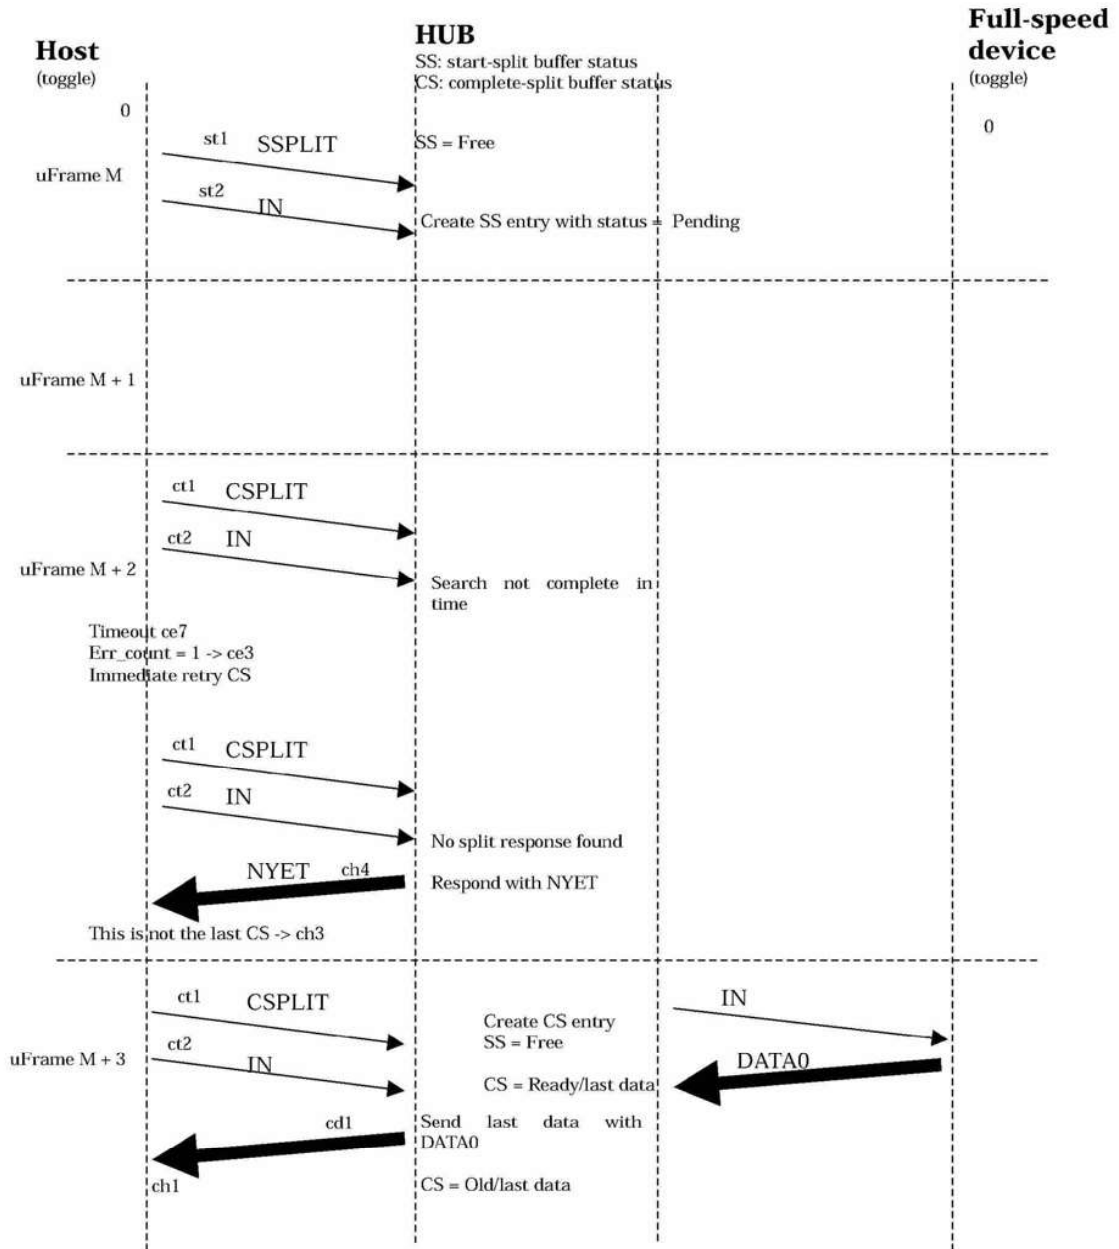 Host
(toggle)
HUB
SS: start-split buffer status
CS: complete-split buffer status
Full-speed
device
(toggle)
0
0
st1 SSPLIT
SS = Free
uFrame M
st2 IN
Create SS entry with status = Pending
uFrame M + 1
ct1 CSPLIT
ct2 IN
uFrame M + 2
Search not complete in
time
Timeout ce7
Err_count = 1 -> ce3
Immediate retry CS
ct1 CSPLIT
ct2 IN
No split response found
NYET ch4
Respond with NYET
This is not the last CS -> ch3
ct1 CSPLIT
IN
Create CS entry
SS = Free
uFrame M + 3
ct2 IN
DATA0
CS = Ready/last data
cd1
Send last data with
DATA0
ch1
CS = Old/last data